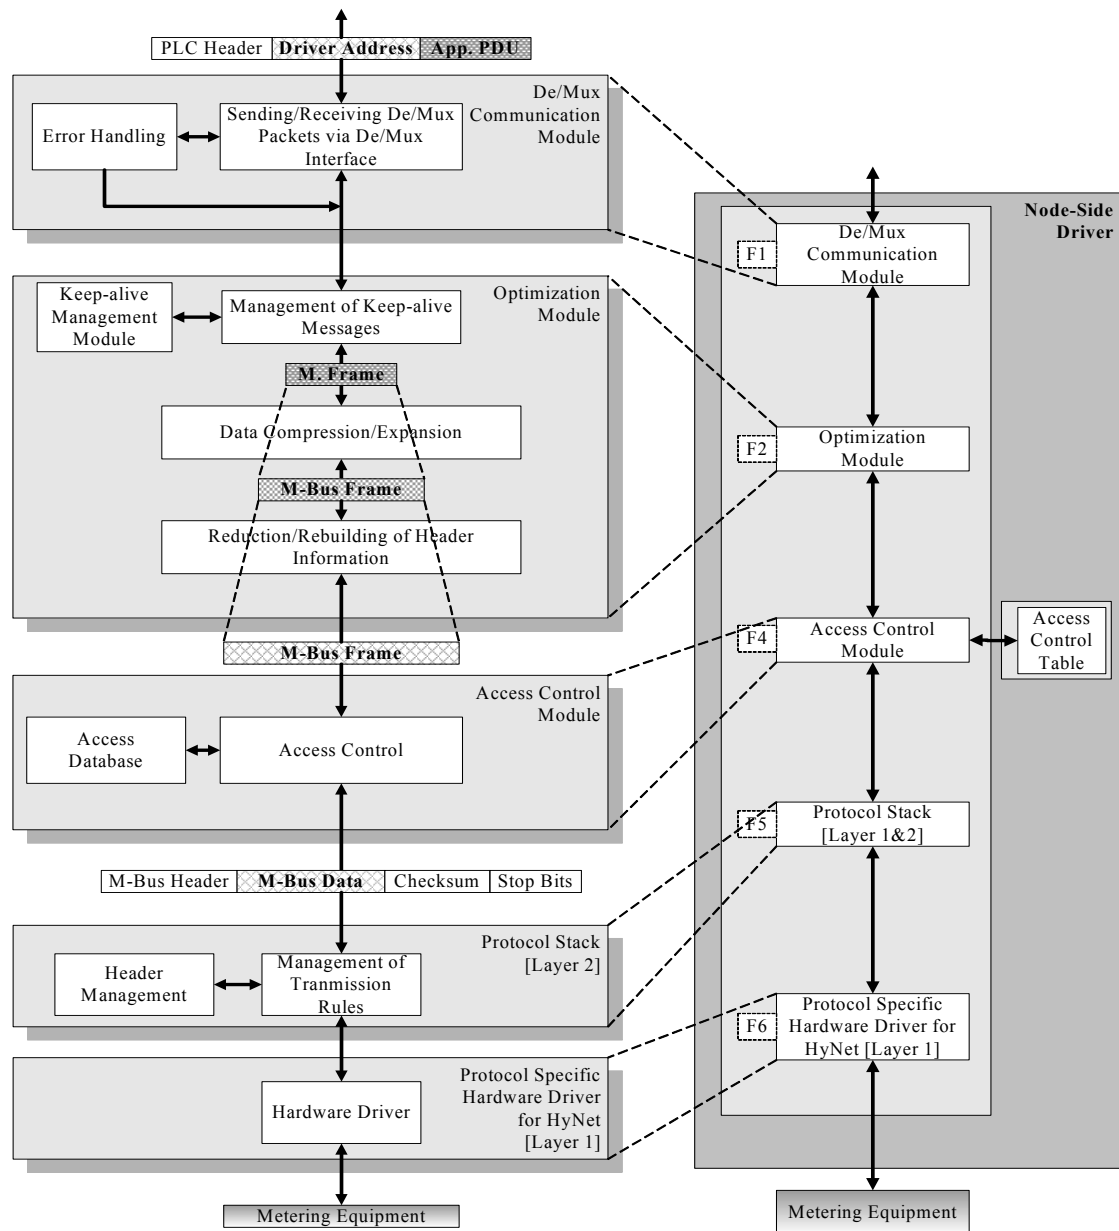 PLC Header
Driver Address
App. PDU
De/Mux
Communication
Module
Error Handling
Sending/Receiving De/Mux
Packets via De/Mux
Interface
Keep-alive
Management
Module
Management of Keep-alive
Messages
Optimization
Module
M. Frame
Data Compression/Expansion
M-Bus Frame
Reduction/Rebuilding of Header
Information
M-Bus Frame
Access Control
Module
Access
Database
Access Control
M-Bus Header
M-Bus Data
Checksum
Stop Bits
Protocol Stack
[Layer 2]
Header
Management
Management of
Tranmission
Rules
Protocol Specific
Hardware Driver
for HyNet
[Layer 1]
Hardware Driver
Metering Equipment
Node-Side
Driver
F1
De/Mux
Communication
Module
F2
Optimization
Module
F4
Access Control
Module
Access
Control
Table
F5
Protocol Stack
[Layer 1&2]
F6
Protocol Specific
Hardware Driver for
HyNet [Layer 1]
Metering Equipment